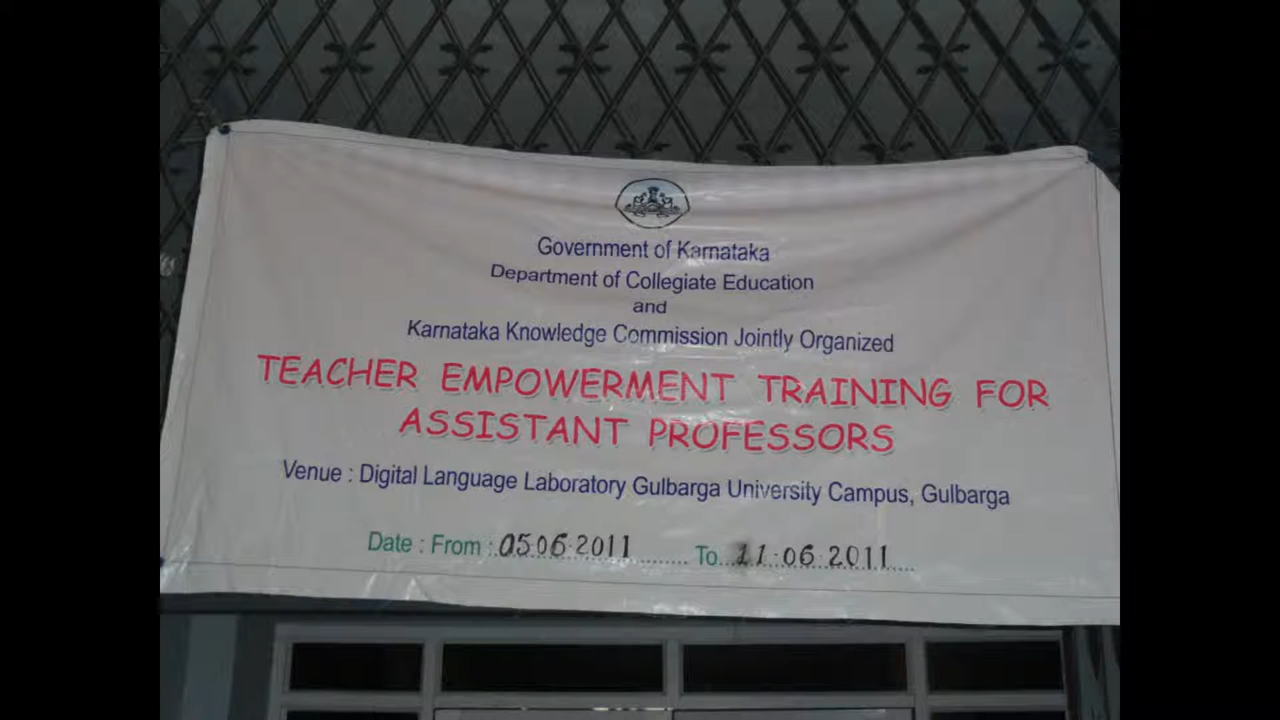 Government of Karnataka
Department of Collegiate Education
and
Karnataka Knowledge Commission Jointly Organized
TEACHER EMPOWERMENT TRAINING FOR
ASSISTANT PROFESSORS
Venue : Digital Language Laboratory Gulbarga University Campus, Gulbarga
Date : From : 05·06·2011 ........ To...11·06·2011....